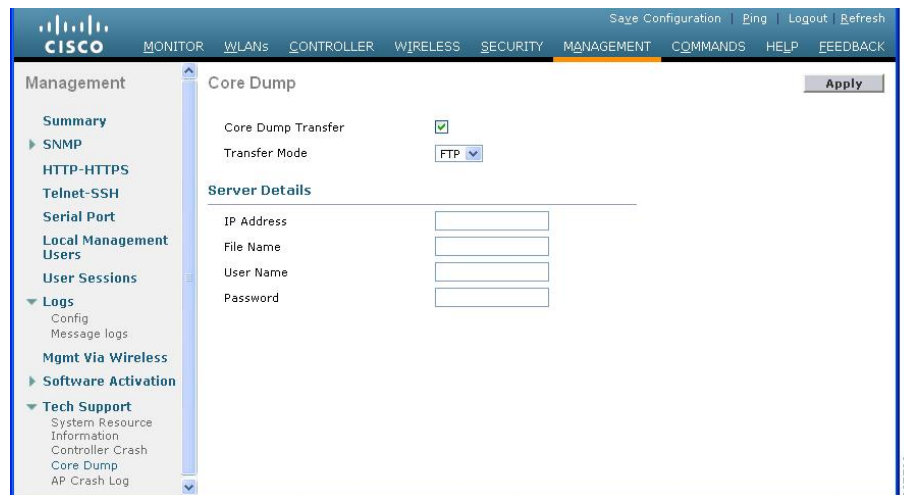 Save Configuration | Ping | Logout | Refresh
CISCO MONITOR WLANs CONTROLLER WIRELESS SECURITY MANAGEMENT COMMANDS HELP FEEDBACK
Management
Summary
SNMP
HTTP-HTTPS
Telnet-SSH
Serial Port
Local Management
Users
User Sessions
Logs
Config
Message logs
Mgmt Via Wireless
Software Activation
Tech Support
System Resource
Information
Controller Crash
Core Dump
AP Crash Log
Core Dump
Apply
Core Dump Transfer
Transfer Mode FTP
Server Details
IP Address
File Name
User Name
Password